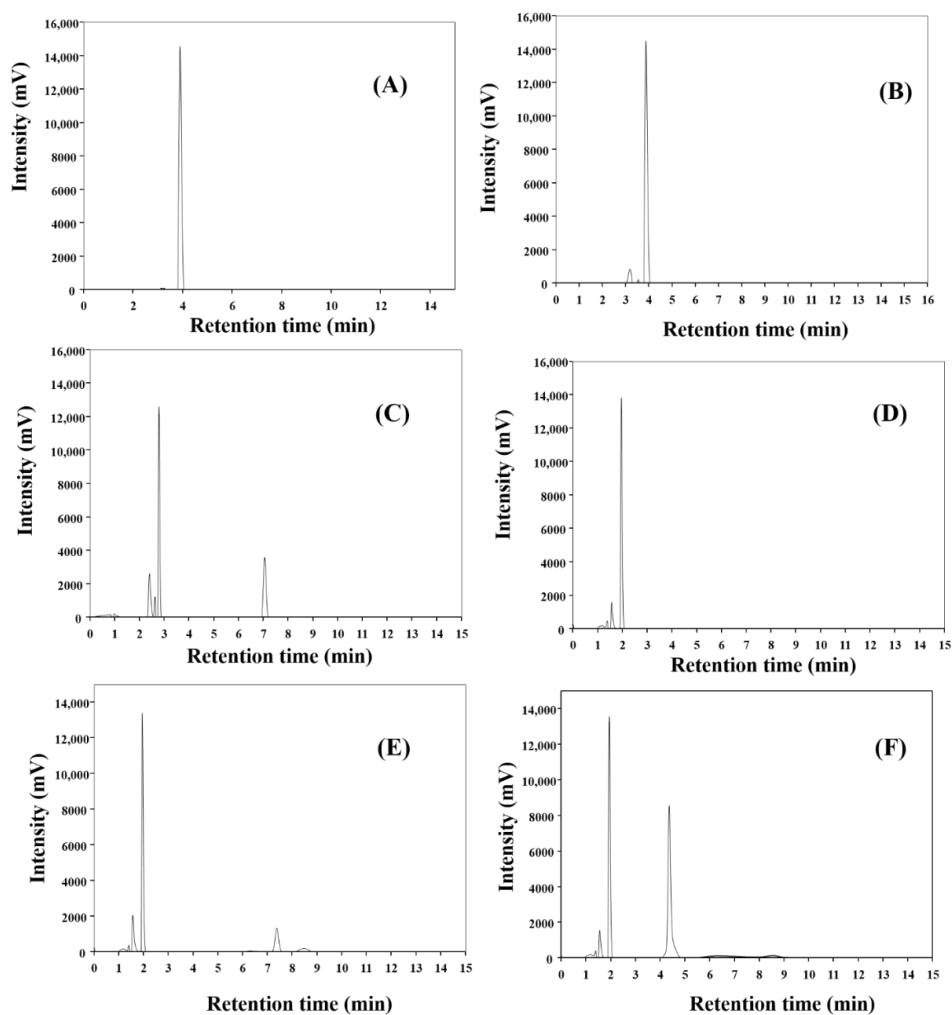 16,000
14,000
12,000
10,000
8000
6000
4000
2000
0
Intensity (mV)
(A)
0 2 4 6 8 10 12 14
Retention time (min)
16,000
14,000
12,000
10,000
8000
6000
4000
2000
0
Intensity (mV)
(B)
0 1 2 3 4 5 6 7 8 9 10 11 12 13 14 15 16
Retention time (min)
16,000
14,000
12,000
10,000
8000
6000
4000
2000
0
Intensity (mV)
(C)
0 1 2 3 4 5 6 7 8 9 10 11 12 13 14 15
Retention time (min)
16,000
14,000
12,000
10,000
8000
6000
4000
2000
0
Intensity (mV)
(D)
0 1 2 3 4 5 6 7 8 9 10 11 12 13 14 15
Retention time (min)
14,000
12,000
10,000
8000
6000
4000
2000
0
Intensity (mV)
(E)
0 1 2 3 4 5 6 7 8 9 10 11 12 13 14 15
Retention time (min)
14,000
12,000
10,000
8000
6000
4000
2000
0
Intensity (mV)
(F)
0 1 2 3 4 5 6 7 8 9 10 11 12 13 14 15
Retention time (min)